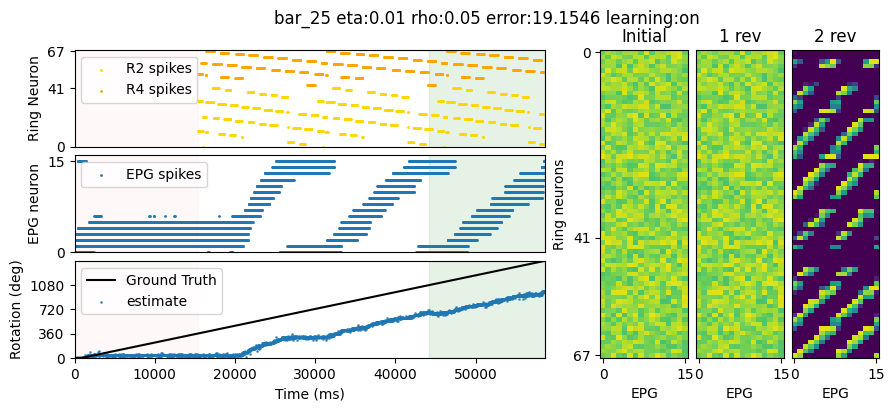 bar_25 eta:0.01 rho:0.05 error:19.1546 learning:on
Ring Neuron
67
41
0
R2 spikes
R4 spikes
EPG neuron
15
0
EPG spikes
Rotation (deg)
1080
720
360
0
Ground Truth
estimate
0 10000 20000 30000 40000 50000
Time (ms)
Initial 1 rev 2 rev
Ring neurons
0
41
67
0 15 0 15 0 15
EPG EPG EPG